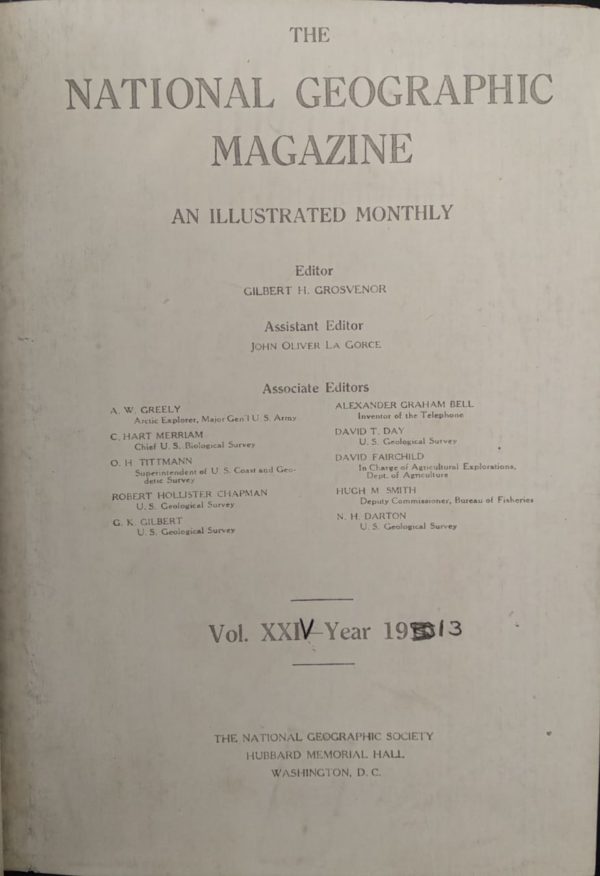 THE
NATIONAL GEOGRAPHIC
MAGAZINE
AN ILLUSTRATED MONTHLY
Editor
GILBERT H. GROSVENOR
Assistant Editor
JOHN OLIVER LA GORCE
Associate Editors
A. W. GREELY
Arctic Explorer, Major Gen'l U. S. Army
C. HART MERRIAM
Chief U. S. Biological Survey
O. H. TITTMANN
Superintendent of U. S. Coast and Geo-
detic Survey
ROBERT HOLLISTER CHAPMAN
U. S. Geological Survey
G. K. GILBERT
U. S. Geological Survey
ALEXANDER GRAHAM BELL
Inventor of the Telephone
DAVID T. DAY
U. S. Geological Survey
DAVID FAIRCHILD
In Charge of Agricultural Explorations,
Dept. of Agriculture
HUGH M. SMITH
Deputy Commissioner, Bureau of Fisheries
N. H. DARTON
U. S. Geological Survey
Vol. XXIV-Year 1913
THE NATIONAL GEOGRAPHIC SOCIETY
HUBBARD MEMORIAL HALL
WASHINGTON, D. C.